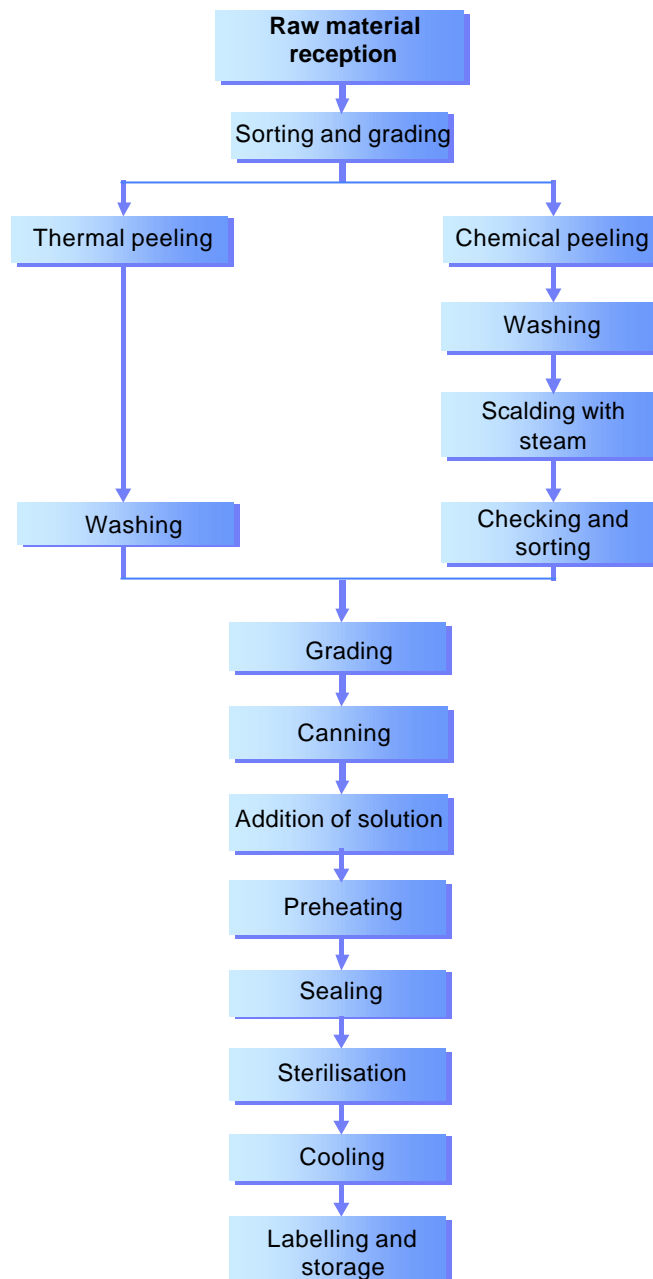 Raw material
reception
Sorting and grading
Thermal peeling
Chemical peeling
Washing
Scalding with
steam
Washing
Checking and
sorting
Grading
Canning
Addition of solution
Preheating
Sealing
Sterilisation
Cooling
Labelling and
storage